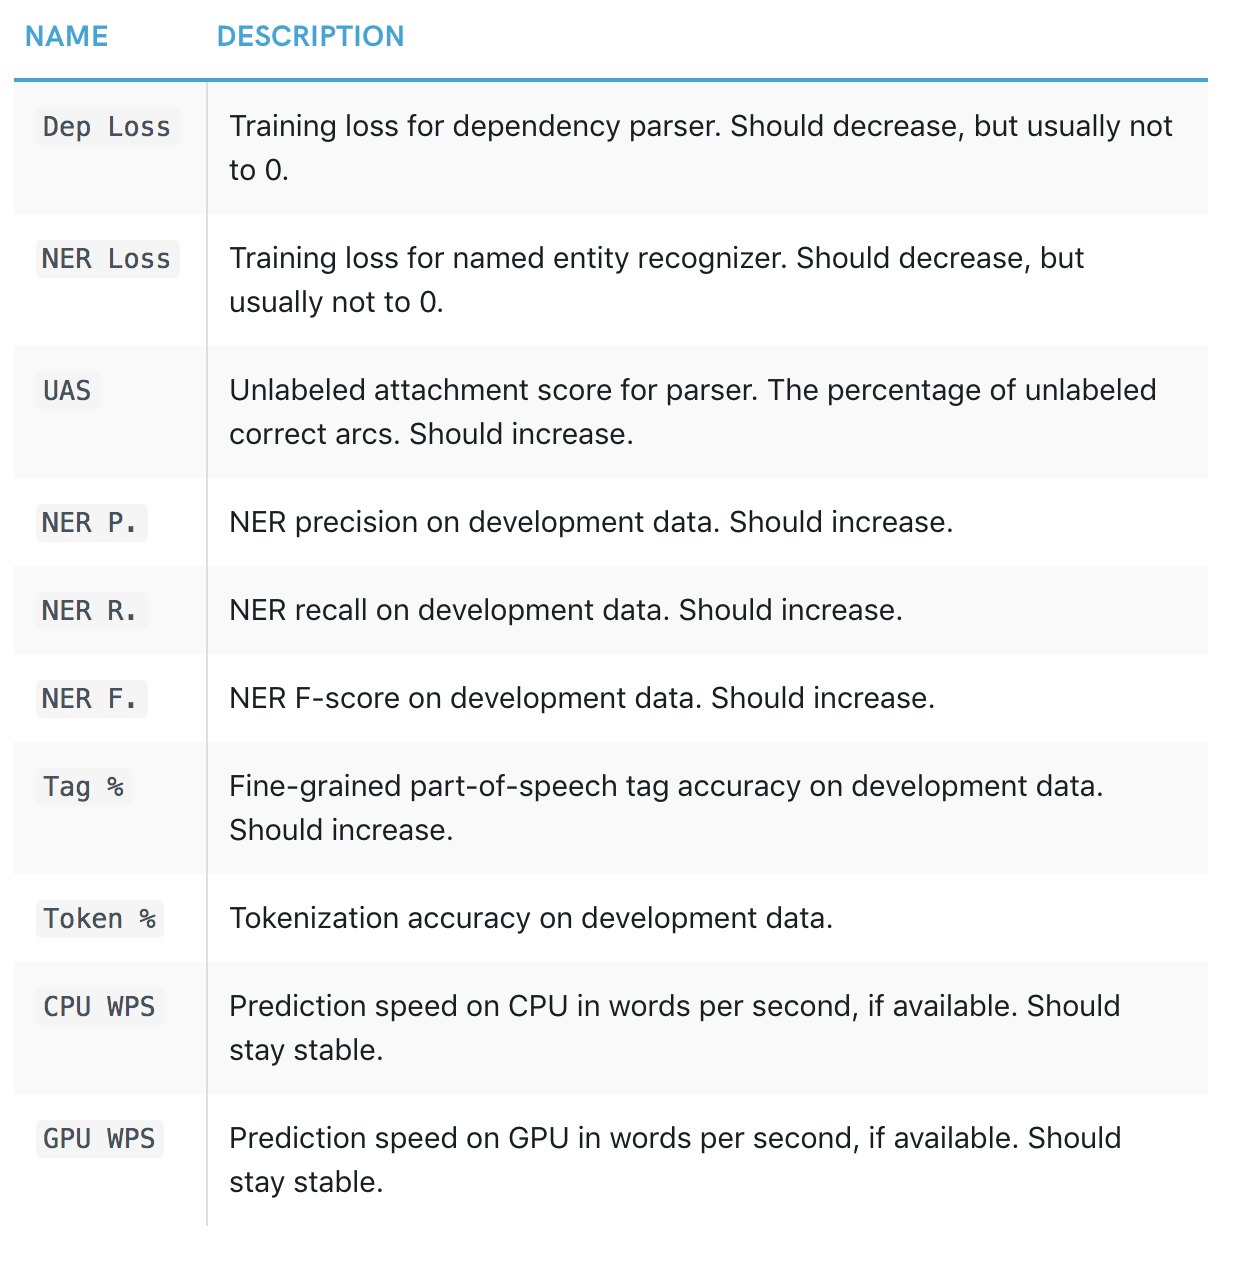 NAME DESCRIPTION
Dep Loss Training loss for dependency parser. Should decrease, but usually not
to 0.
NER Loss Training loss for named entity recognizer. Should decrease, but
usually not to 0.
UAS Unlabeled attachment score for parser. The percentage of unlabeled
correct arcs. Should increase.
NER P. NER precision on development data. Should increase.
NER R. NER recall on development data. Should increase.
NER F. NER F-score on development data. Should increase.
Tag % Fine-grained part-of-speech tag accuracy on development data.
Should increase.
Token % Tokenization accuracy on development data.
CPU WPS Prediction speed on CPU in words per second, if available. Should
stay stable.
GPU WPS Prediction speed on GPU in words per second, if available. Should
stay stable.